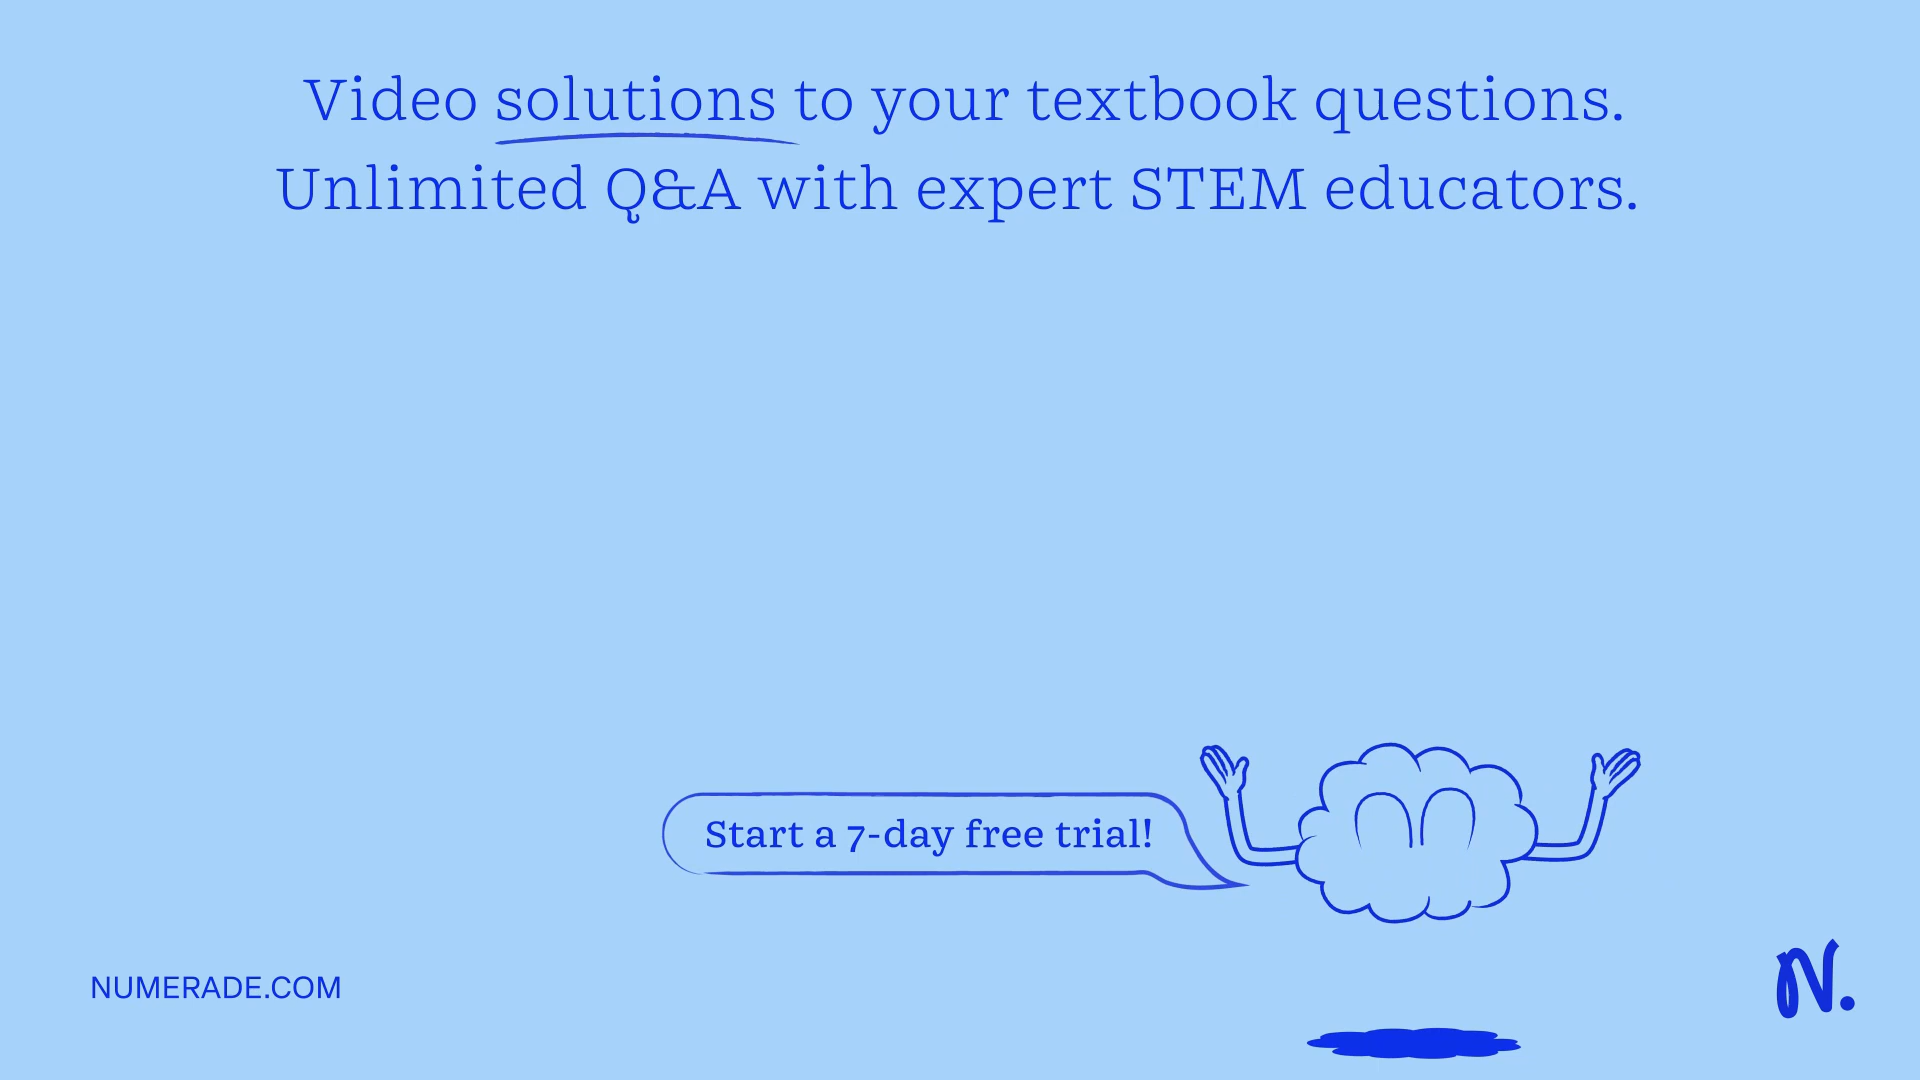 Video solutions to your textbook questions.
Unlimited Q&A with expert STEM educators.
Start a 7-day free trial!
NUMERADE.COM
N.